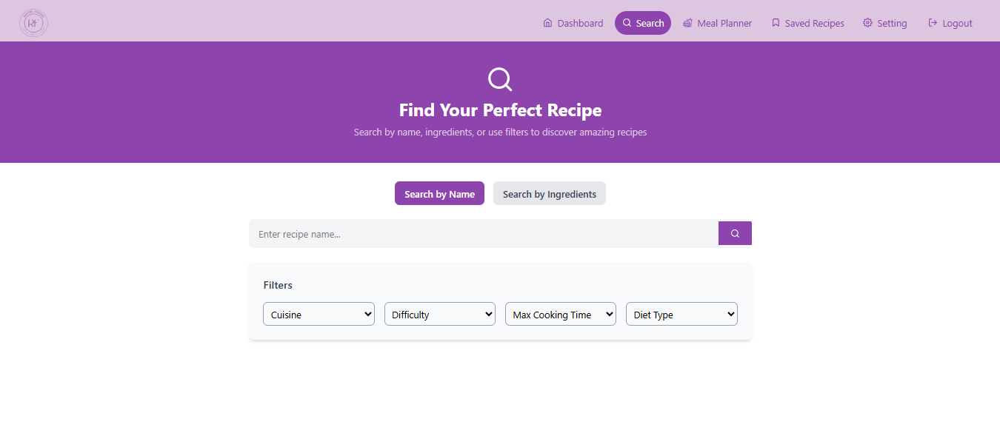 Dashboard
Search
Meal Planner
Saved Recipes
Setting
Logout
Find Your Perfect Recipe
Search by name, ingredients, or use filters to discover amazing recipes
Search by Name
Search by Ingredients
Enter recipe name...
Filters
Cuisine
Difficulty
Max Cooking Time
Diet Type